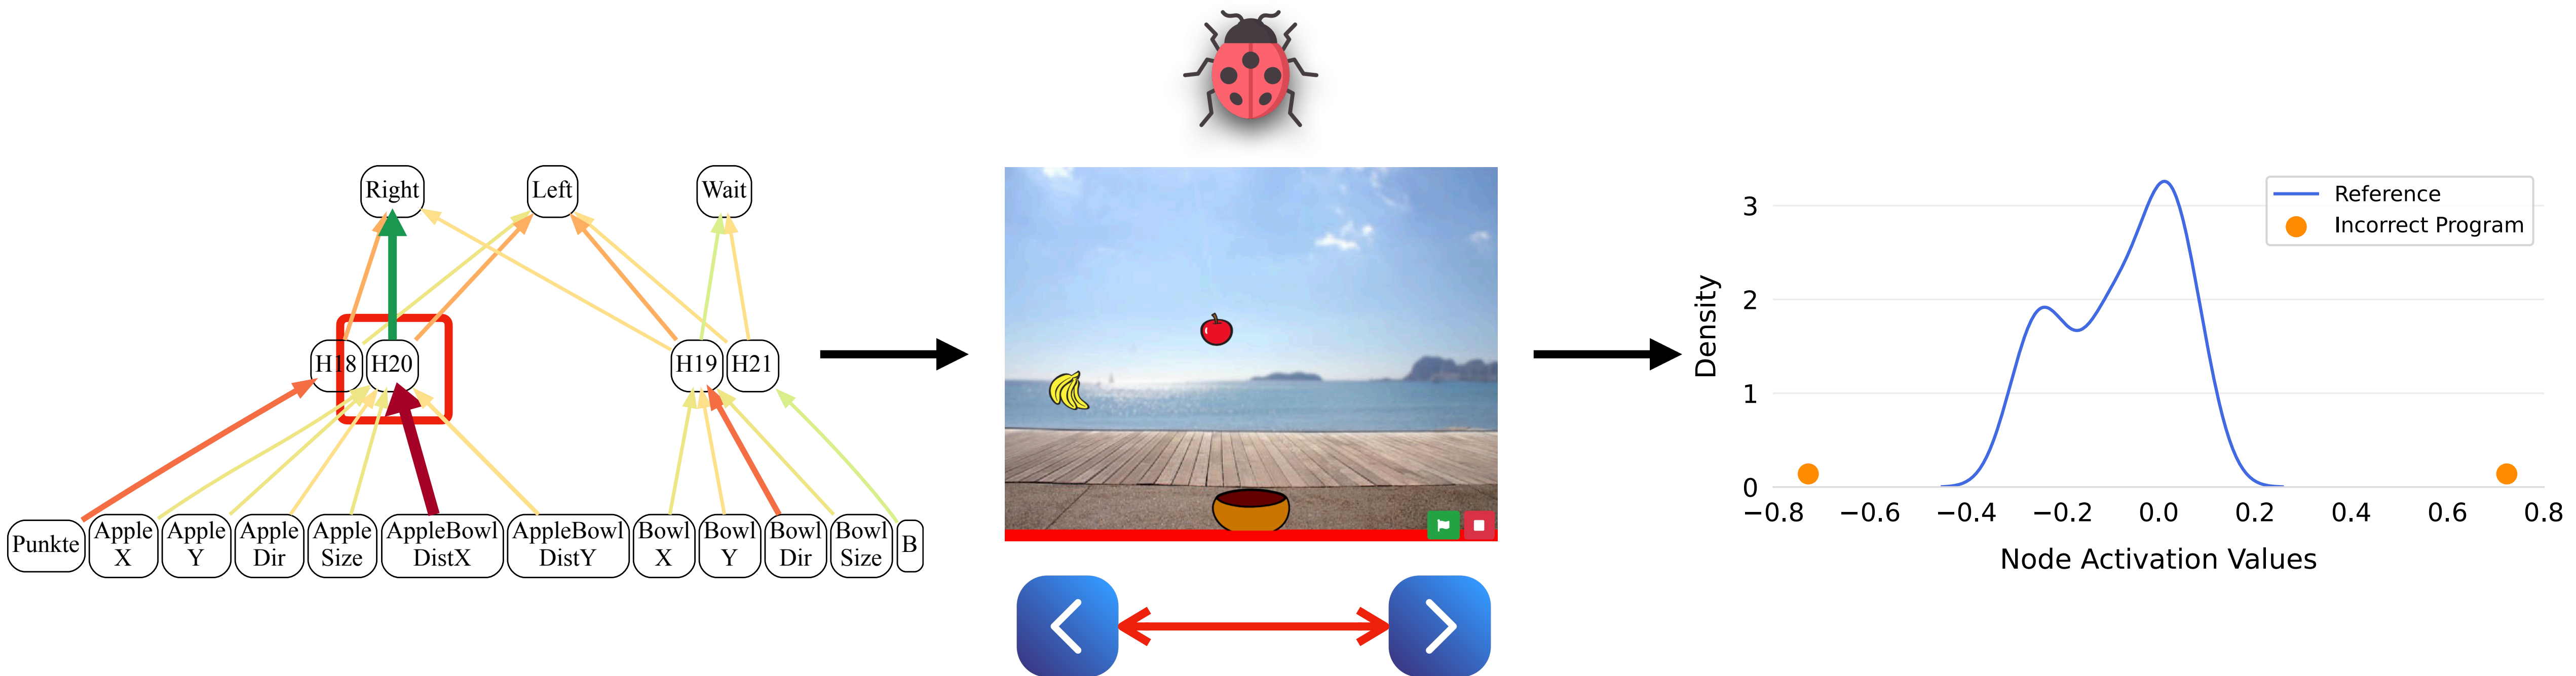 Right
Left
Wait
H18
H20
H19
H21
Punkte
Apple
X
Apple
Y
Apple
Dir
Apple
Size
AppleBowl
DistX
AppleBowl
DistY
Bowl
X
Bowl
Y
Bowl
Dir
Bowl
Size
B
Density
3
2
1
0
Reference
Incorrect Program
−0.8
−0.6
−0.4
−0.2
0.0
0.2
0.4
0.6
0.8
Node Activation Values